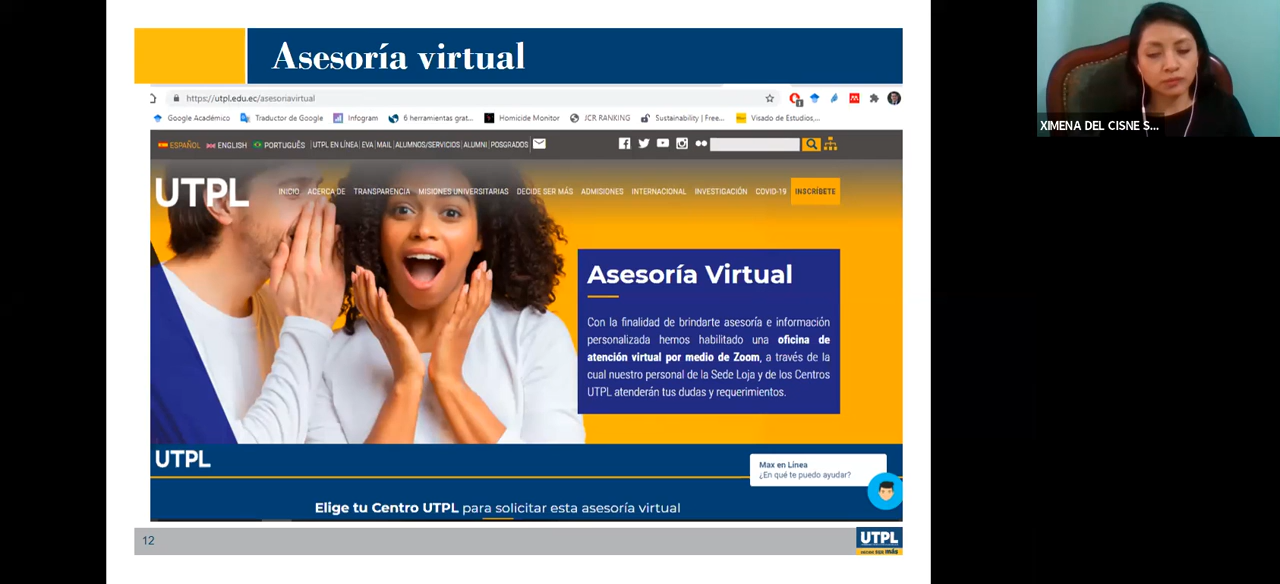 Asesoría virtual
https://utpl.edu.ec/asesoriavirtual
Google Académico Traductor de Google Infogram 6 herramientas grat... Homicide Monitor JCR RANKING Sustainability | Free... Visado de Estudios,...
ESPAÑOL ENGLISH PORTUGUÊS | UTPL EN LÍNEA | EVA | MAIL | ALUMNOS/SERVICIOS | ALUMNI | POSGRADOS
UTPL
INICIO ACERCA DE TRANSPARENCIA MISIONES UNIVERSITARIAS DECIDE SER MÁS ADMISIONES INTERNACIONAL INVESTIGACIÓN COVID-19 INSCRÍBETE
Asesoría Virtual
Con la finalidad de brindarte asesoría e información
personalizada hemos habilitado una oficina de
atención virtual por medio de Zoom, a través de la
cual nuestro personal de la Sede Loja y de los Centros
UTPL atenderán tus dudas y requerimientos.
UTPL
Max en Línea
¿En qué te puedo ayudar?
Elige tu Centro UTPL para solicitar esta asesoría virtual
12
UTPL
DECIDE SER más
XIMENA DEL CISNE S...